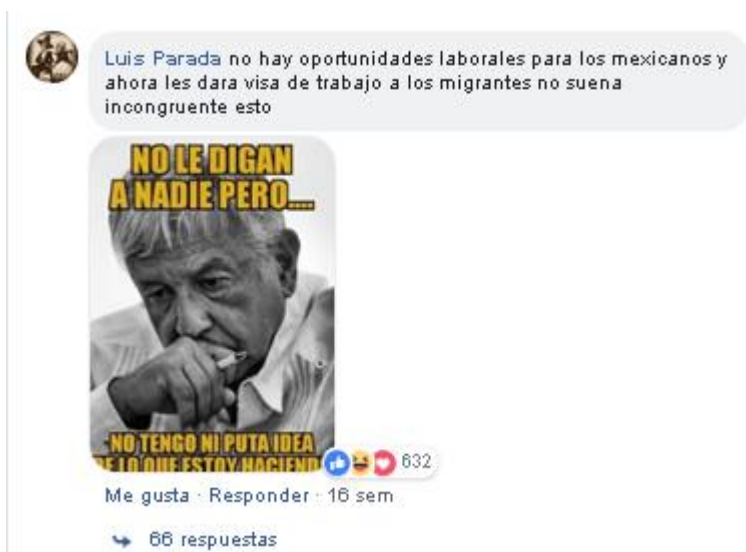 Luis Parada no hay oportunidades laborales para los mexicanos y
ahora les dara visa de trabajo a los migrantes no suena
incongruente esto
NO LE DIGAN
A NADIE PERO....
NO TENGO NI PUTA IDEA
DE LO QUE ESTOY HACIENDO
632
Me gusta · Responder · 16 sem
66 respuestas